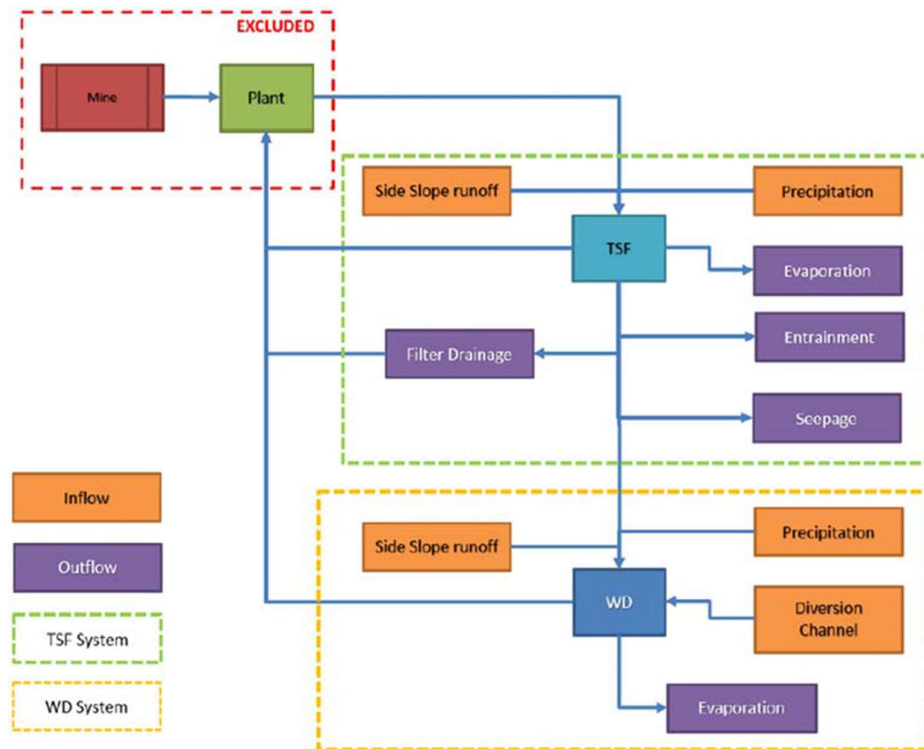 EXCLUDED
Mine
Plant
Side Slope runoff
Precipitation
TSF
Evaporation
Filter Drainage
Entrainment
Seepage
Inflow
Outflow
TSF System
WD System
Side Slope runoff
Precipitation
WD
Diversion
Channel
Evaporation